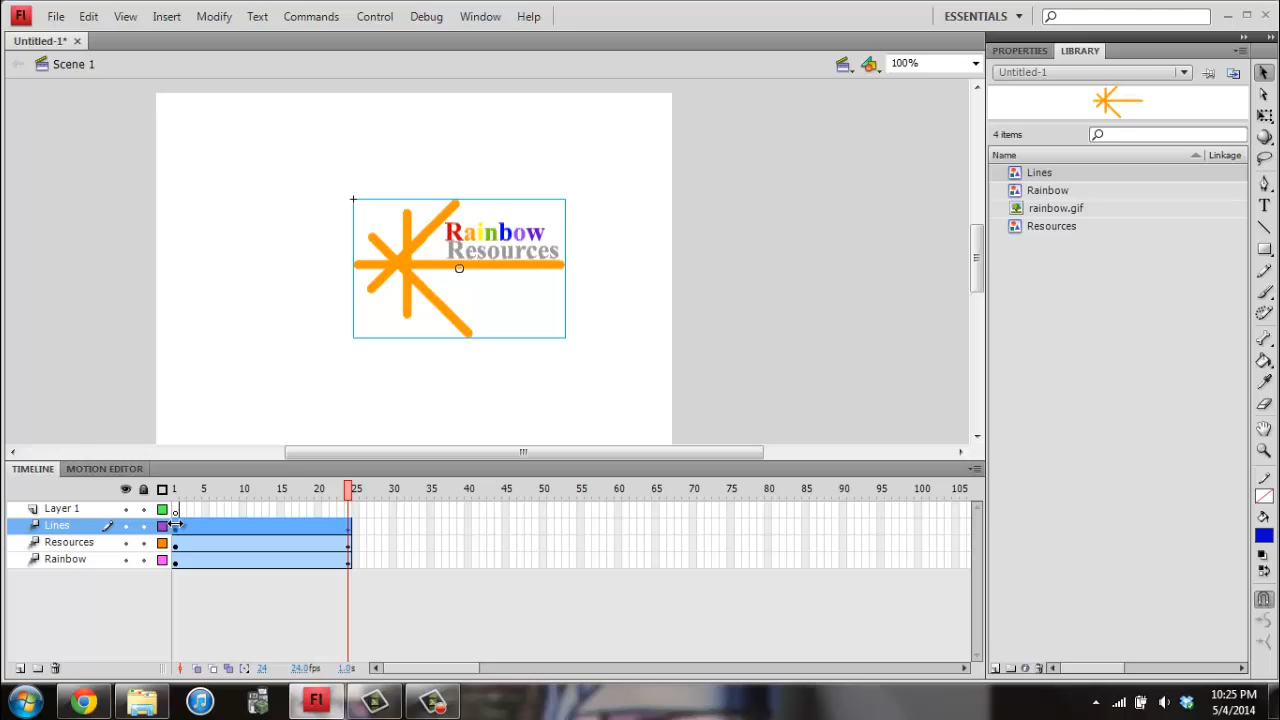 Fl File Edit View Insert Modify Text Commands Control Debug Window Help ESSENTIALS
Untitled-1* PROPERTIES LIBRARY
Scene 1 100% Untitled-1
4 items
Name Linkage
Lines
Rainbow
rainbow.gif
Resources
Rainbow
Resources
TIMELINE MOTION EDITOR
1 5 10 15 20 25 30 35 40 45 50 55 60 65 70 75 80 85 90 95 100 105
Layer 1
Lines
Resources
Rainbow
24 24.0fps 1.0s
Fl
10:25 PM
5/4/2014